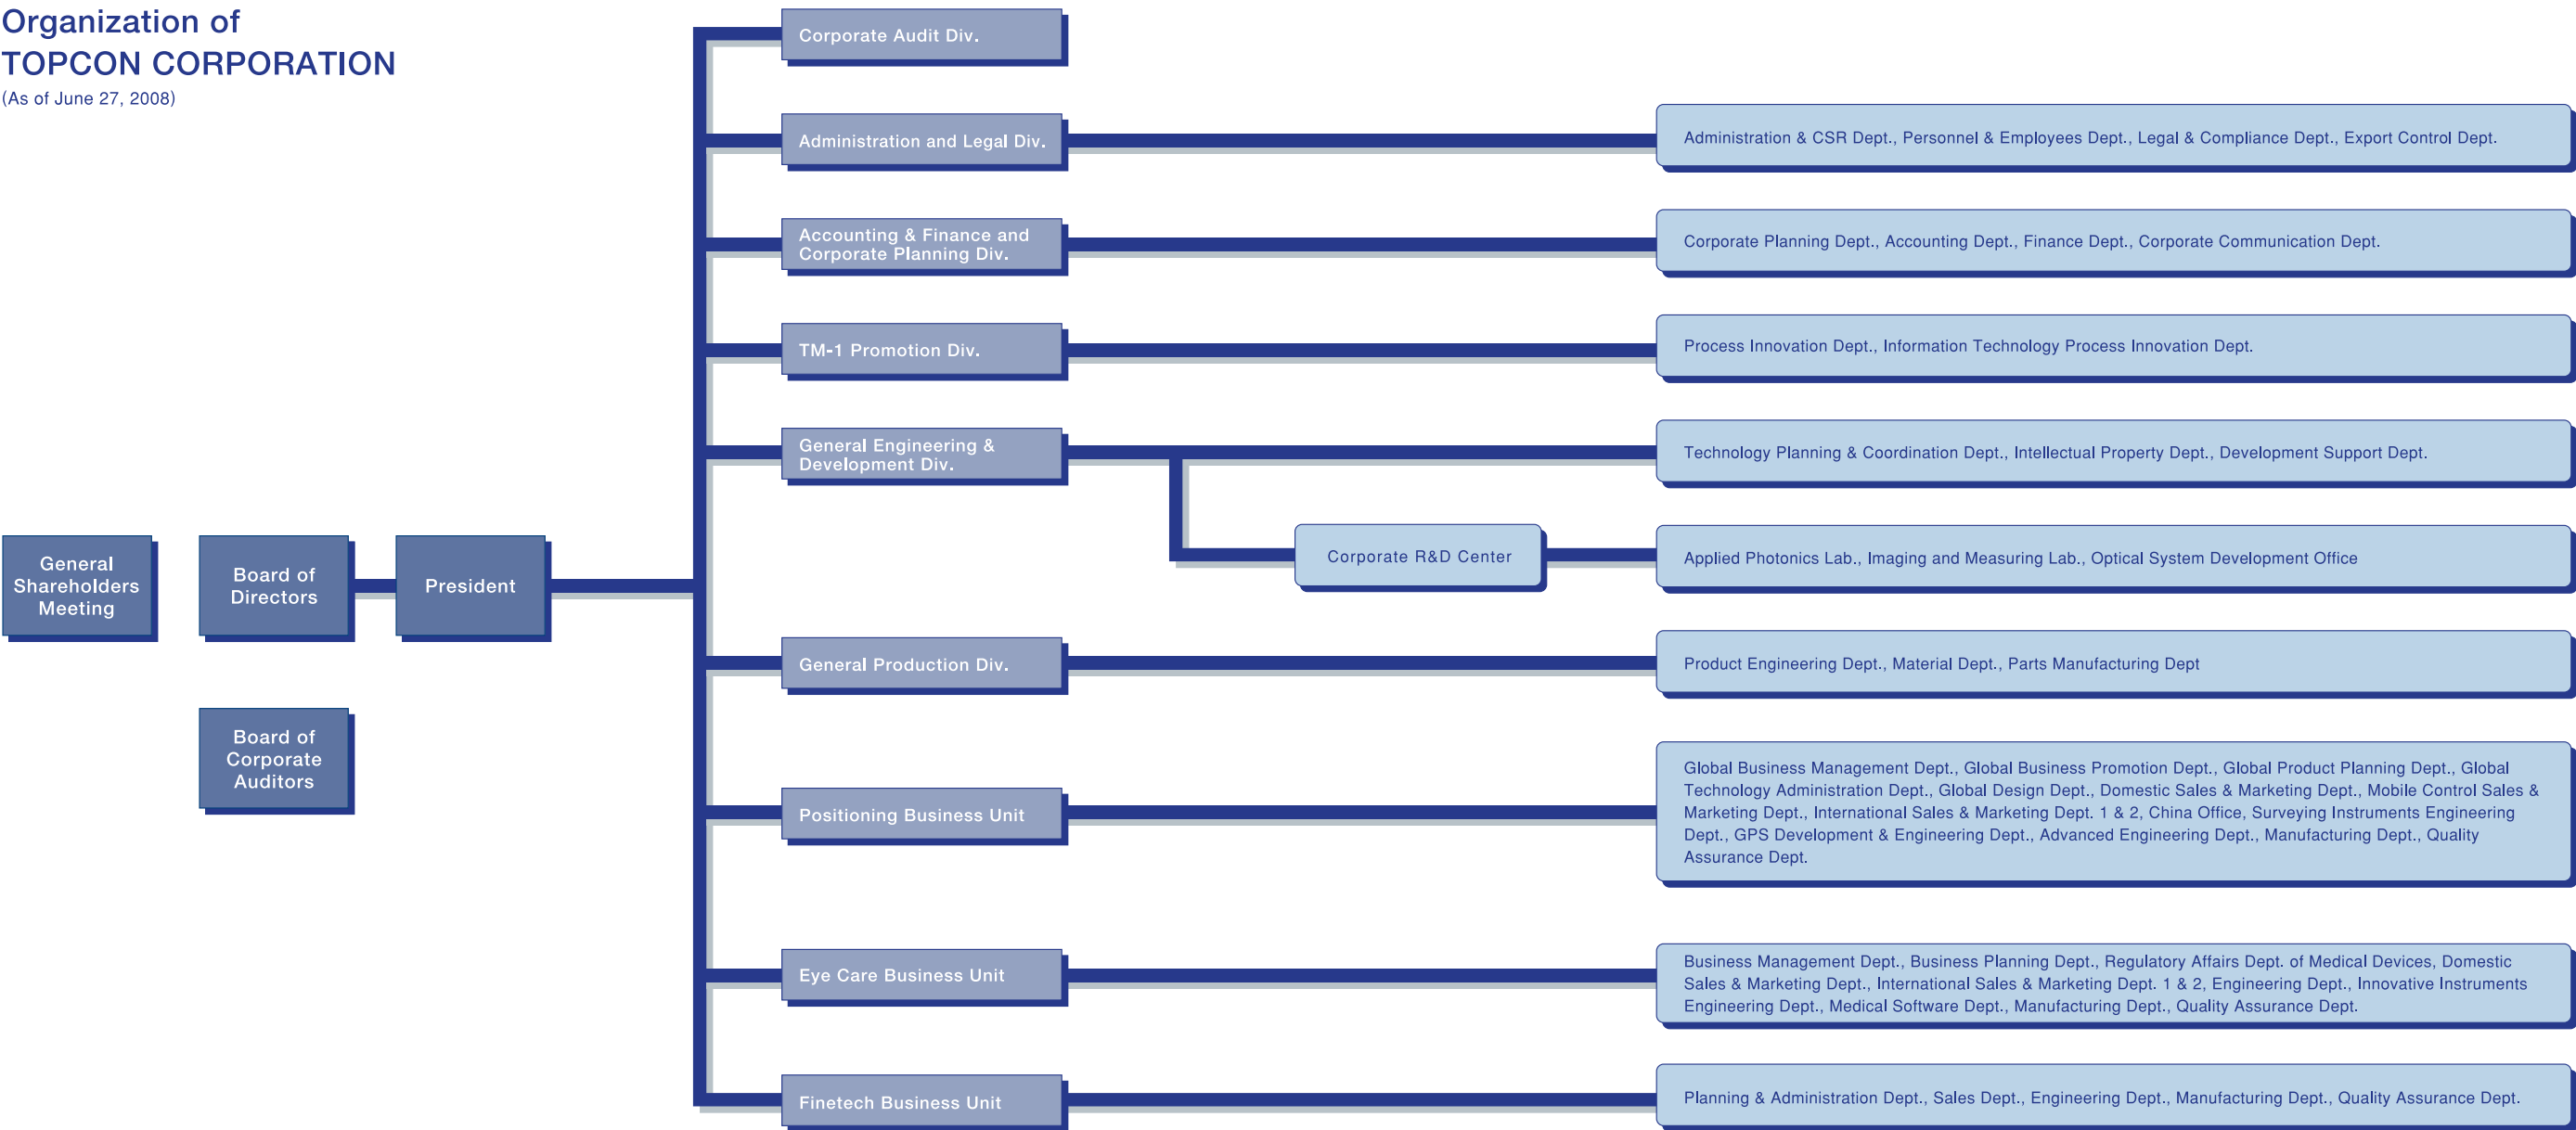 Organization of
TOPCON CORPORATION
(As of June 27, 2008)
General
Shareholders
Meeting
Board of
Directors
President
Board of
Corporate
Auditors
Corporate Audit Div.
Administration and Legal Div.
Administration & CSR Dept., Personnel & Employees Dept., Legal & Compliance Dept., Export Control Dept.
Accounting & Finance and
Corporate Planning Div.
Corporate Planning Dept., Accounting Dept., Finance Dept., Corporate Communication Dept.
TM-1 Promotion Div.
Process Innovation Dept., Information Technology Process Innovation Dept.
General Engineering &
Development Div.
Technology Planning & Coordination Dept., Intellectual Property Dept., Development Support Dept.
Corporate R&D Center
Applied Photonics Lab., Imaging and Measuring Lab., Optical System Development Office
General Production Div.
Product Engineering Dept., Material Dept., Parts Manufacturing Dept
Positioning Business Unit
Global Business Management Dept., Global Business Promotion Dept., Global Product Planning Dept., Global
Technology Administration Dept., Global Design Dept., Domestic Sales & Marketing Dept., Mobile Control Sales &
Marketing Dept., International Sales & Marketing Dept. 1 & 2, China Office, Surveying Instruments Engineering
Dept., GPS Development & Engineering Dept., Advanced Engineering Dept., Manufacturing Dept., Quality
Assurance Dept.
Eye Care Business Unit
Business Management Dept., Business Planning Dept., Regulatory Affairs Dept. of Medical Devices, Domestic
Sales & Marketing Dept., International Sales & Marketing Dept. 1 & 2, Engineering Dept., Innovative Instruments
Engineering Dept., Medical Software Dept., Manufacturing Dept., Quality Assurance Dept.
Finetech Business Unit
Planning & Administration Dept., Sales Dept., Engineering Dept., Manufacturing Dept., Quality Assurance Dept.